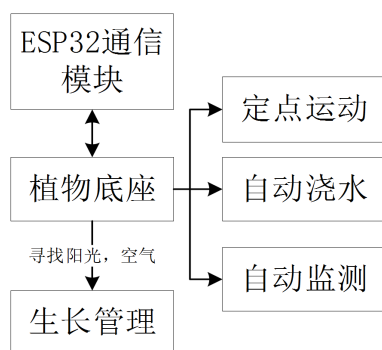 ESP32通信
模块
定点运动
植物底座
自动浇水
寻找阳光，空气
自动监测
生长管理